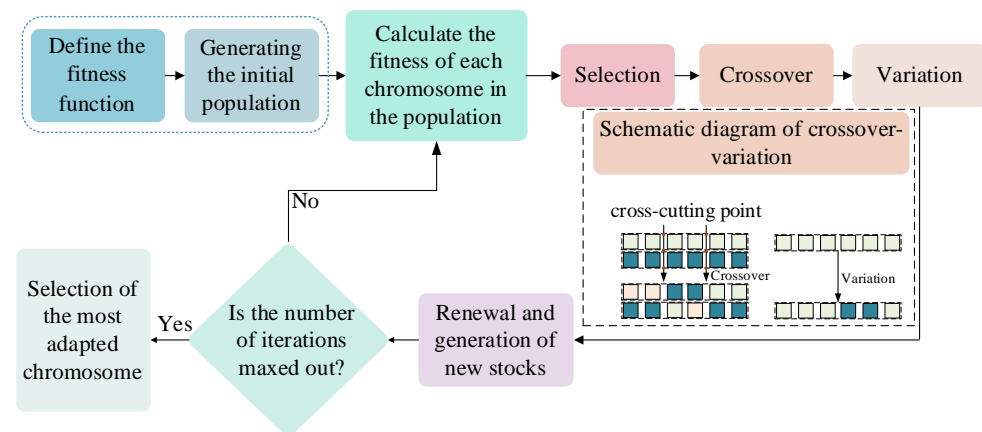 Define the
fitness
function
Generating
the initial
population
Calculate the
fitness of each
chromosome in
the population
Selection
Crossover
Variation
Schematic diagram of crossover-
variation
cross-cutting point
Crossover
Variation
No
Selection of
the most
adapted
chromosome
Yes
Is the number
of iterations
maxed out?
Renewal and
generation of
new stocks